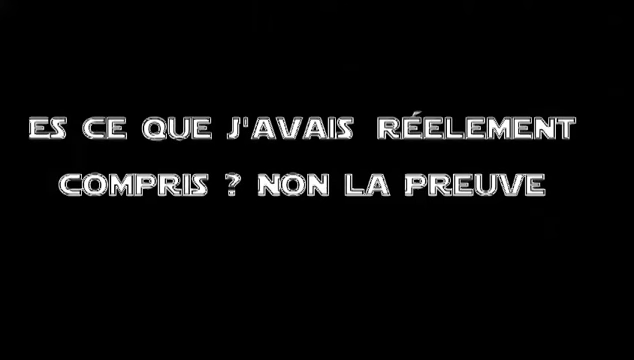 ES CE QUE J'AVAIS RÉELEMENT
COMPRIS ? NON LA PREUVE